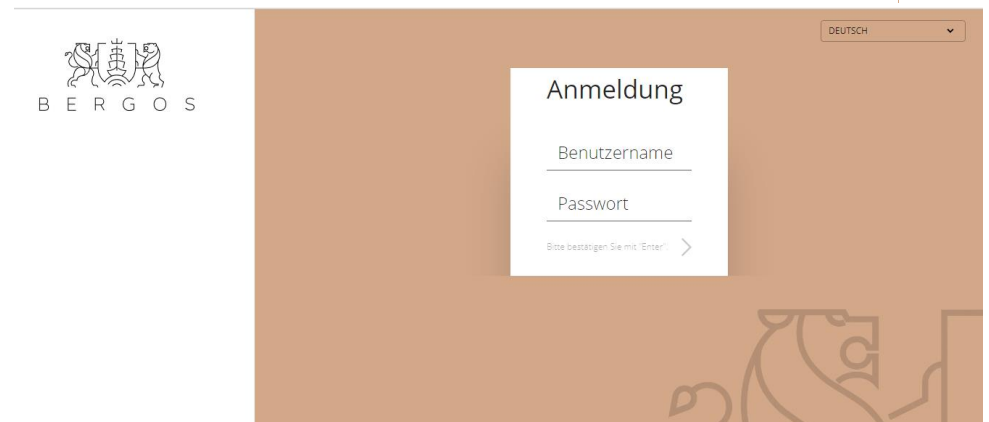 BERGOS
DEUTSCH
Anmeldung
Benutzername
Passwort
Bitte bestätigen Sie mit "Enter".